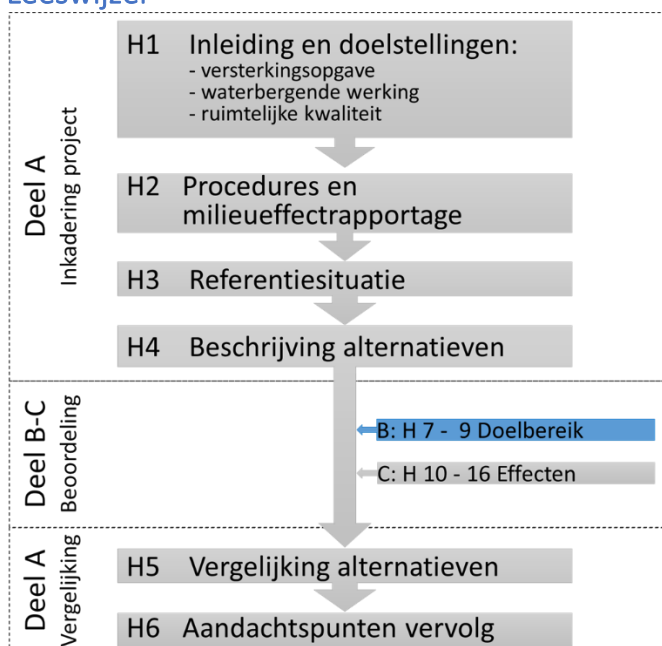 Leeswijzer
H1 Inleiding en doelstellingen:
- versterkingsopgave
- waterbergende werking
- ruimtelijke kwaliteit
H2 Procedures en
milieueffectrapportage
H3 Referentiesituatie
H4 Beschrijving alternatieven
Deel A
Inkadering project
B: H 7 - 9 Doelbereik
C: H 10 - 16 Effecten
Deel B-C
Beoordeling
H5 Vergelijking alternatieven
H6 Aandachtspunten vervolg
Deel A
Vergelijking